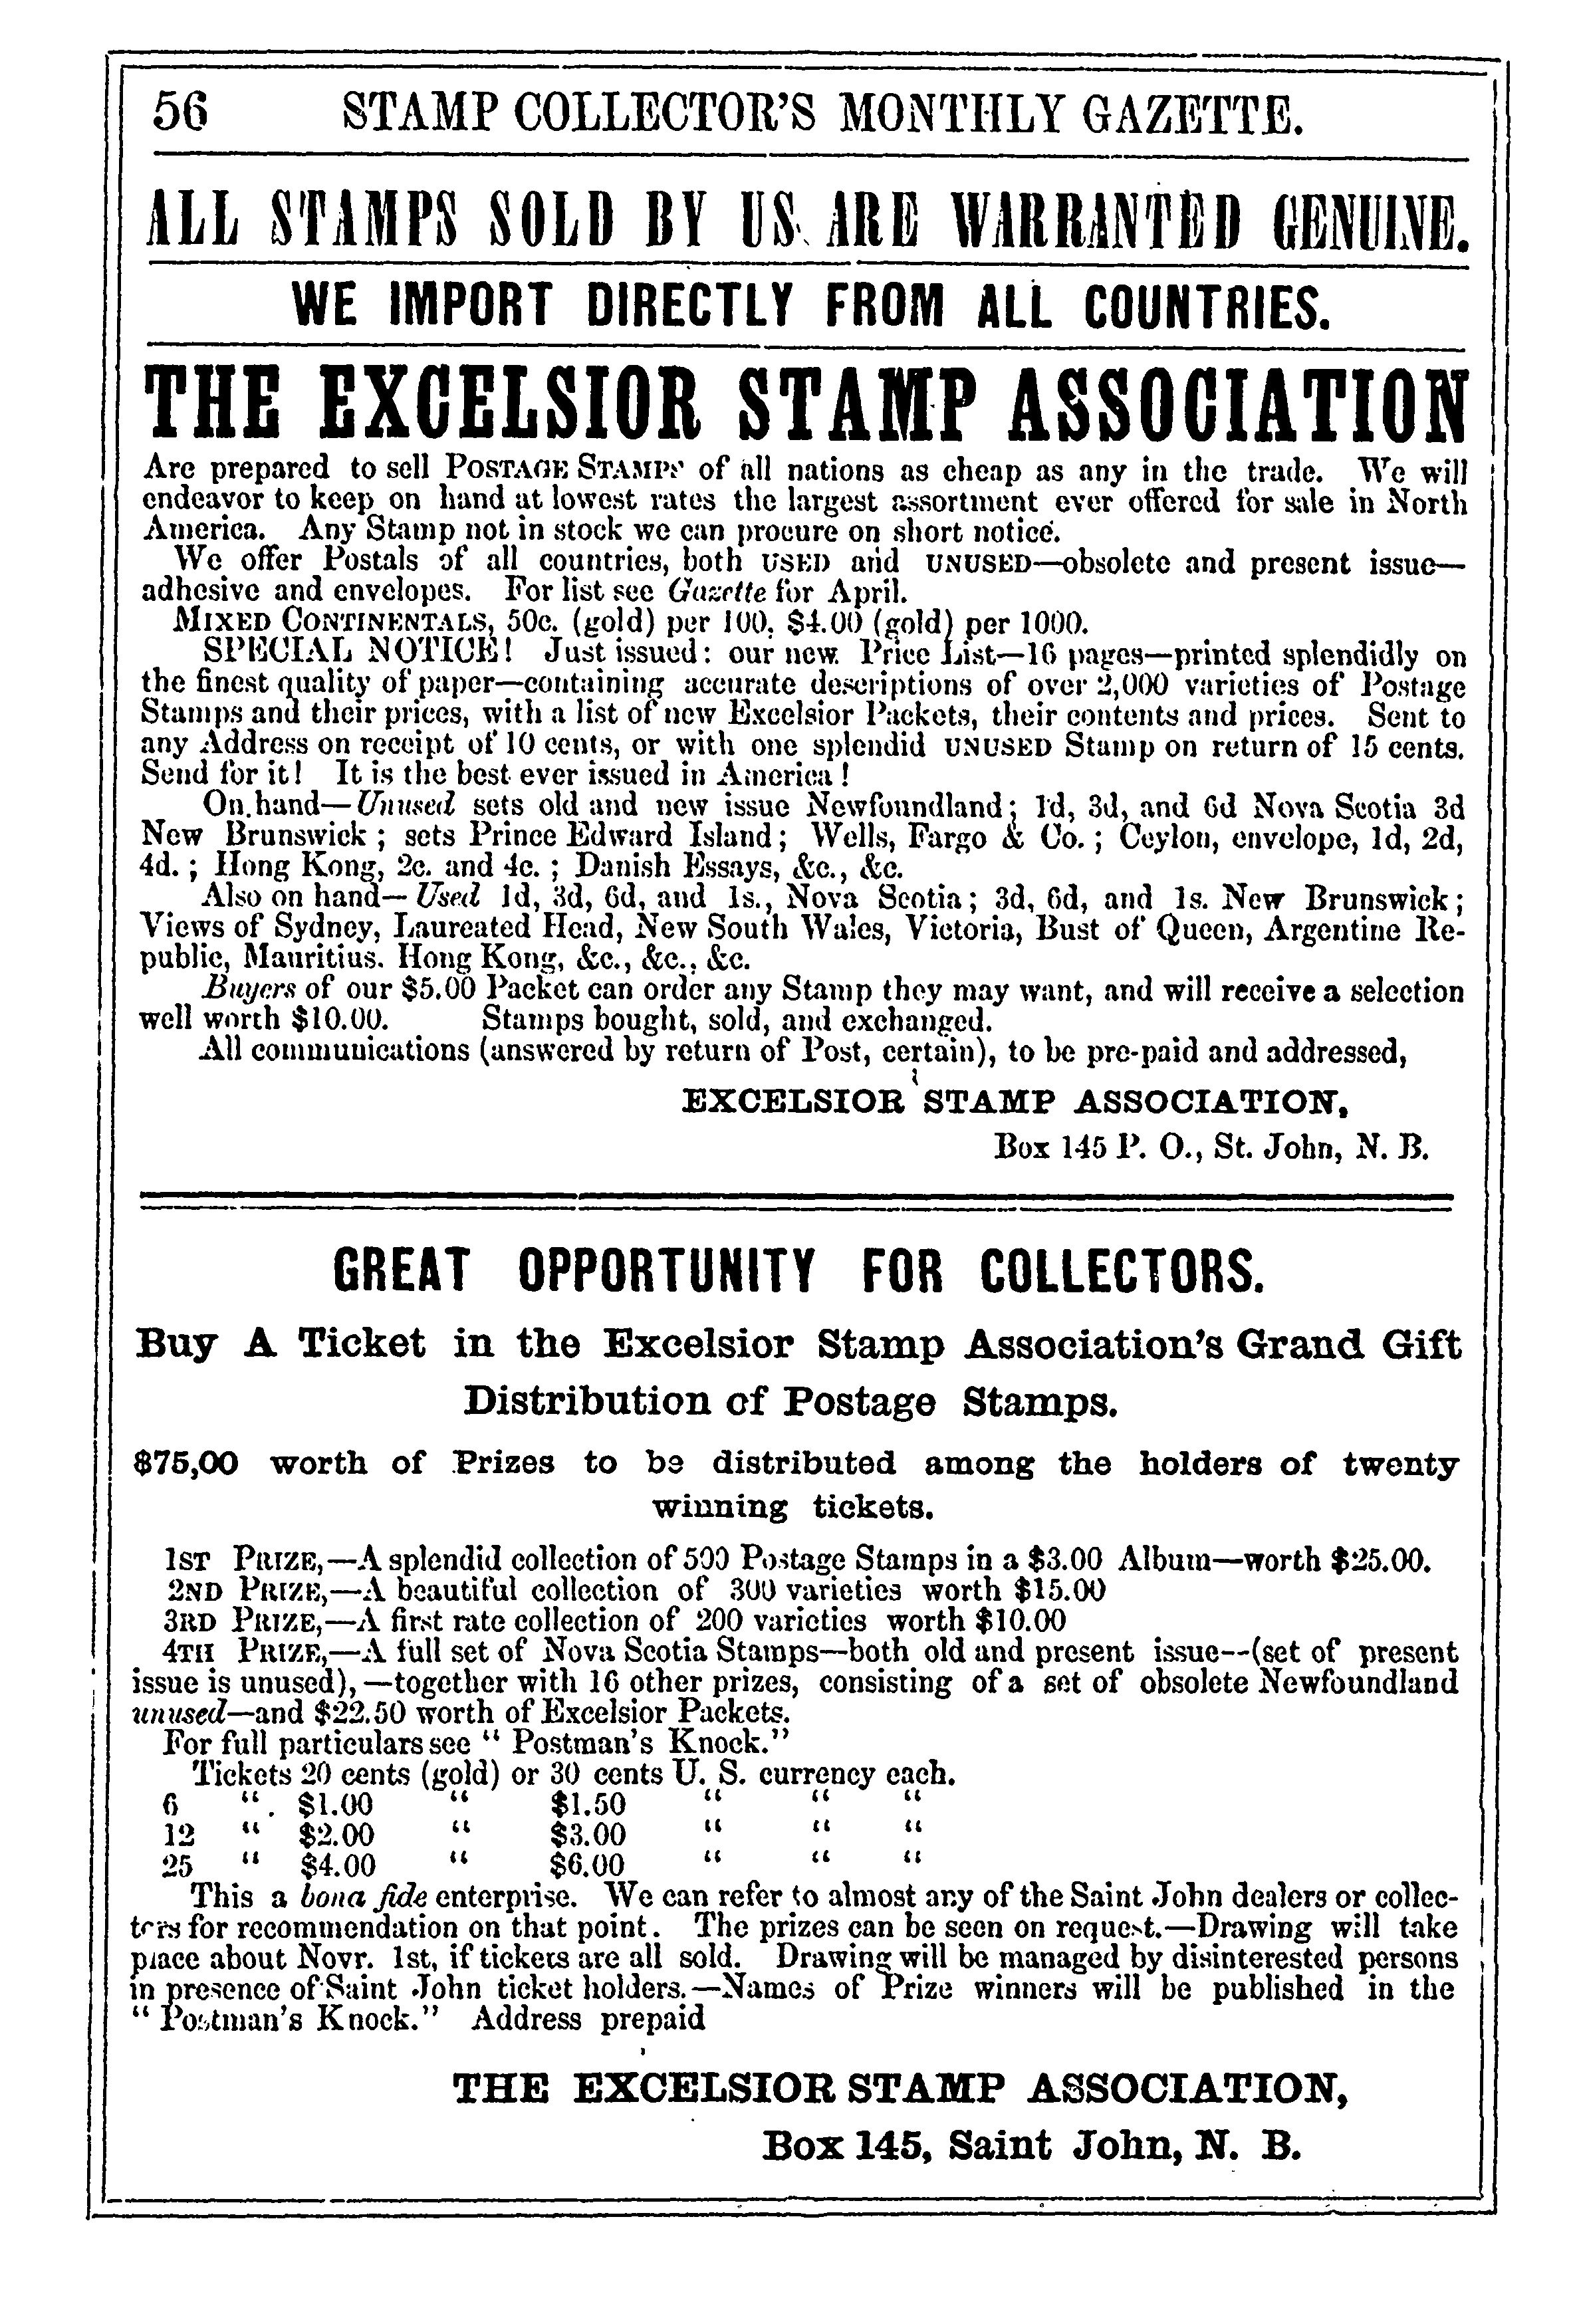 56 STAMP COLLECTOR'S MONTHLY GAZETTE.
ALL STAMPS SOLD BY US ARE WARRANTED GENUINE.
WE IMPORT DIRECTLY FROM ALL COUNTRIES.
THE EXCELSIOR STAMP ASSOCIATION
Are prepared to sell POSTAGE STAMPS of all nations as cheap as any in the trade. We will
endeavor to keep on hand at lowest rates the largest assortment ever offered for sale in North
America. Any Stamp not in stock we can procure on short notice.
We offer Postals of all countries, both USED and UNUSED—obsolete and present issue—
adhesive and envelopes. For list see Gazette for April.
MIXED CONTINENTALS, 50c. (gold) per 100, $4.00 (gold) per 1000.
SPECIAL NOTICE! Just issued: our new Price List—16 pages—printed splendidly on
the finest quality of paper—containing accurate descriptions of over 2,000 varieties of Postage
Stamps and their prices, with a list of new Excelsior Packets, their contents and prices. Sent to
any Address on receipt of 10 cents, or with one splendid UNUSED Stamp on return of 15 cents.
Send for it! It is the best ever issued in America!
On hand—Unused sets old and new issue Newfoundland; 1d, 3d, and 6d Nova Scotia 3d
New Brunswick; sets Prince Edward Island; Wells, Fargo & Co.; Ceylon, envelope, 1d, 2d,
4d.; Hong Kong, 2c. and 4c.; Danish Essays, &c., &c.
Also on hand—Used 1d, 3d, 6d, and 1s., Nova Scotia; 3d, 6d, and 1s. New Brunswick;
Views of Sydney, Laureated Head, New South Wales, Victoria, Bust of Queen, Argentine Re-
public, Mauritius. Hong Kong, &c., &c., &c.
Buyers of our $5.00 Packet can order any Stamp they may want, and will receive a selection
well worth $10.00. Stamps bought, sold, and exchanged.
All communications (answered by return of Post, certain), to be pre-paid and addressed,
EXCELSIOR STAMP ASSOCIATION,
Box 145 P. O., St. John, N. B.
GREAT OPPORTUNITY FOR COLLECTORS.
Buy A Ticket in the Excelsior Stamp Association's Grand Gift
Distribution of Postage Stamps.
$75,00 worth of Prizes to be distributed among the holders of twenty
winning tickets.
1ST PRIZE,—A splendid collection of 500 Postage Stamps in a $3.00 Album—worth $25.00.
2ND PRIZE,—A beautiful collection of 300 varieties worth $15.00
3RD PRIZE,—A first rate collection of 200 varieties worth $10.00
4TH PRIZE,—A full set of Nova Scotia Stamps—both old and present issue--(set of present
issue is unused),—together with 16 other prizes, consisting of a set of obsolete Newfoundland
unused—and $22.50 worth of Excelsior Packets.
For full particulars see "Postman's Knock."
Tickets 20 cents (gold) or 30 cents U. S. currency each.
6 “ $1.00 “ $1.50 “ “ “
12 “ $2.00 “ $3.00 “ “ “
25 “ $4.00 “ $6.00 “ “ “
This a bona fide enterprise. We can refer to almost any of the Saint John dealers or collec-
tors for recommendation on that point. The prizes can be seen on request.—Drawing will take
place about Novr. 1st, if tickets are all sold. Drawing will be managed by disinterested persons
in presence of Saint John ticket holders.—Names of Prize winners will be published in the
"Postman's Knock." Address prepaid
THE EXCELSIOR STAMP ASSOCIATION,
Box 145, Saint John, N. B.